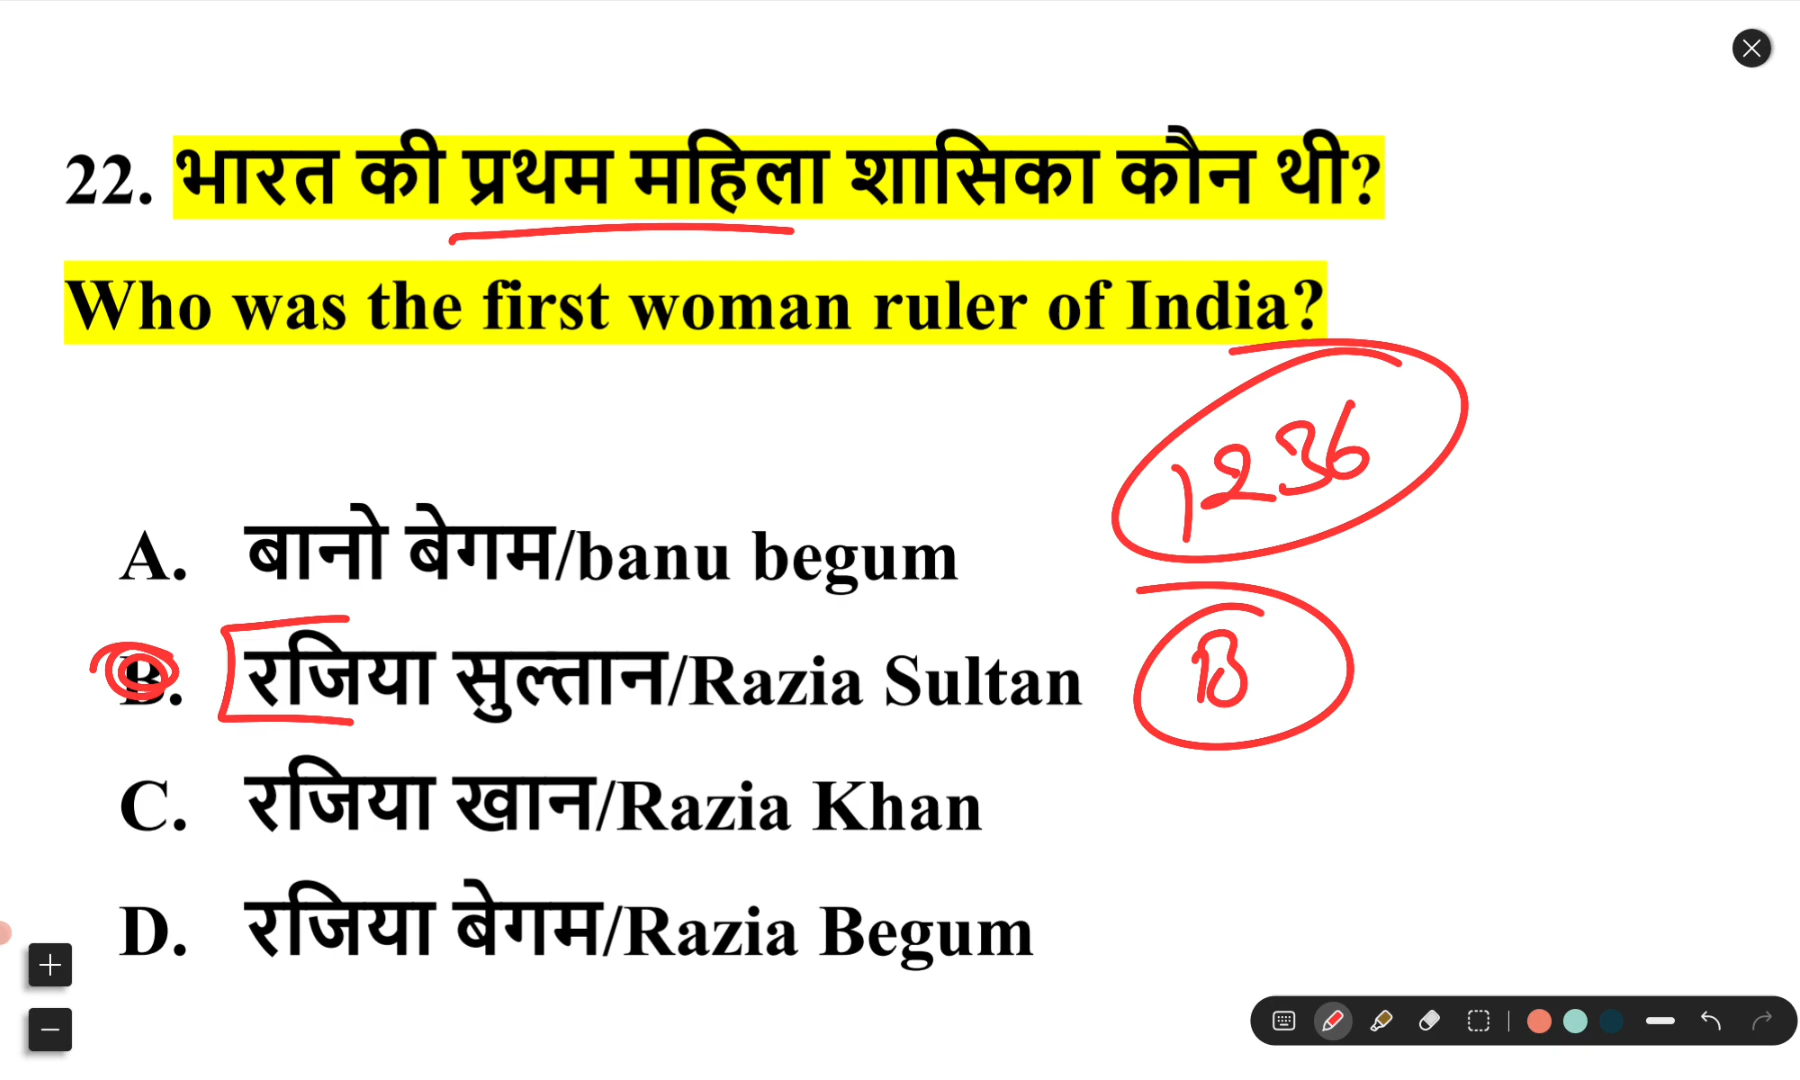 22. भारत की प्रथम महिला शासिका कौन थी?
Who was the first woman ruler of India?
1236
A. बानो बेगम/banu begum
B. रजिया सुल्तान/Razia Sultan
B
C. रजिया खान/Razia Khan
D. रजिया बेगम/Razia Begum